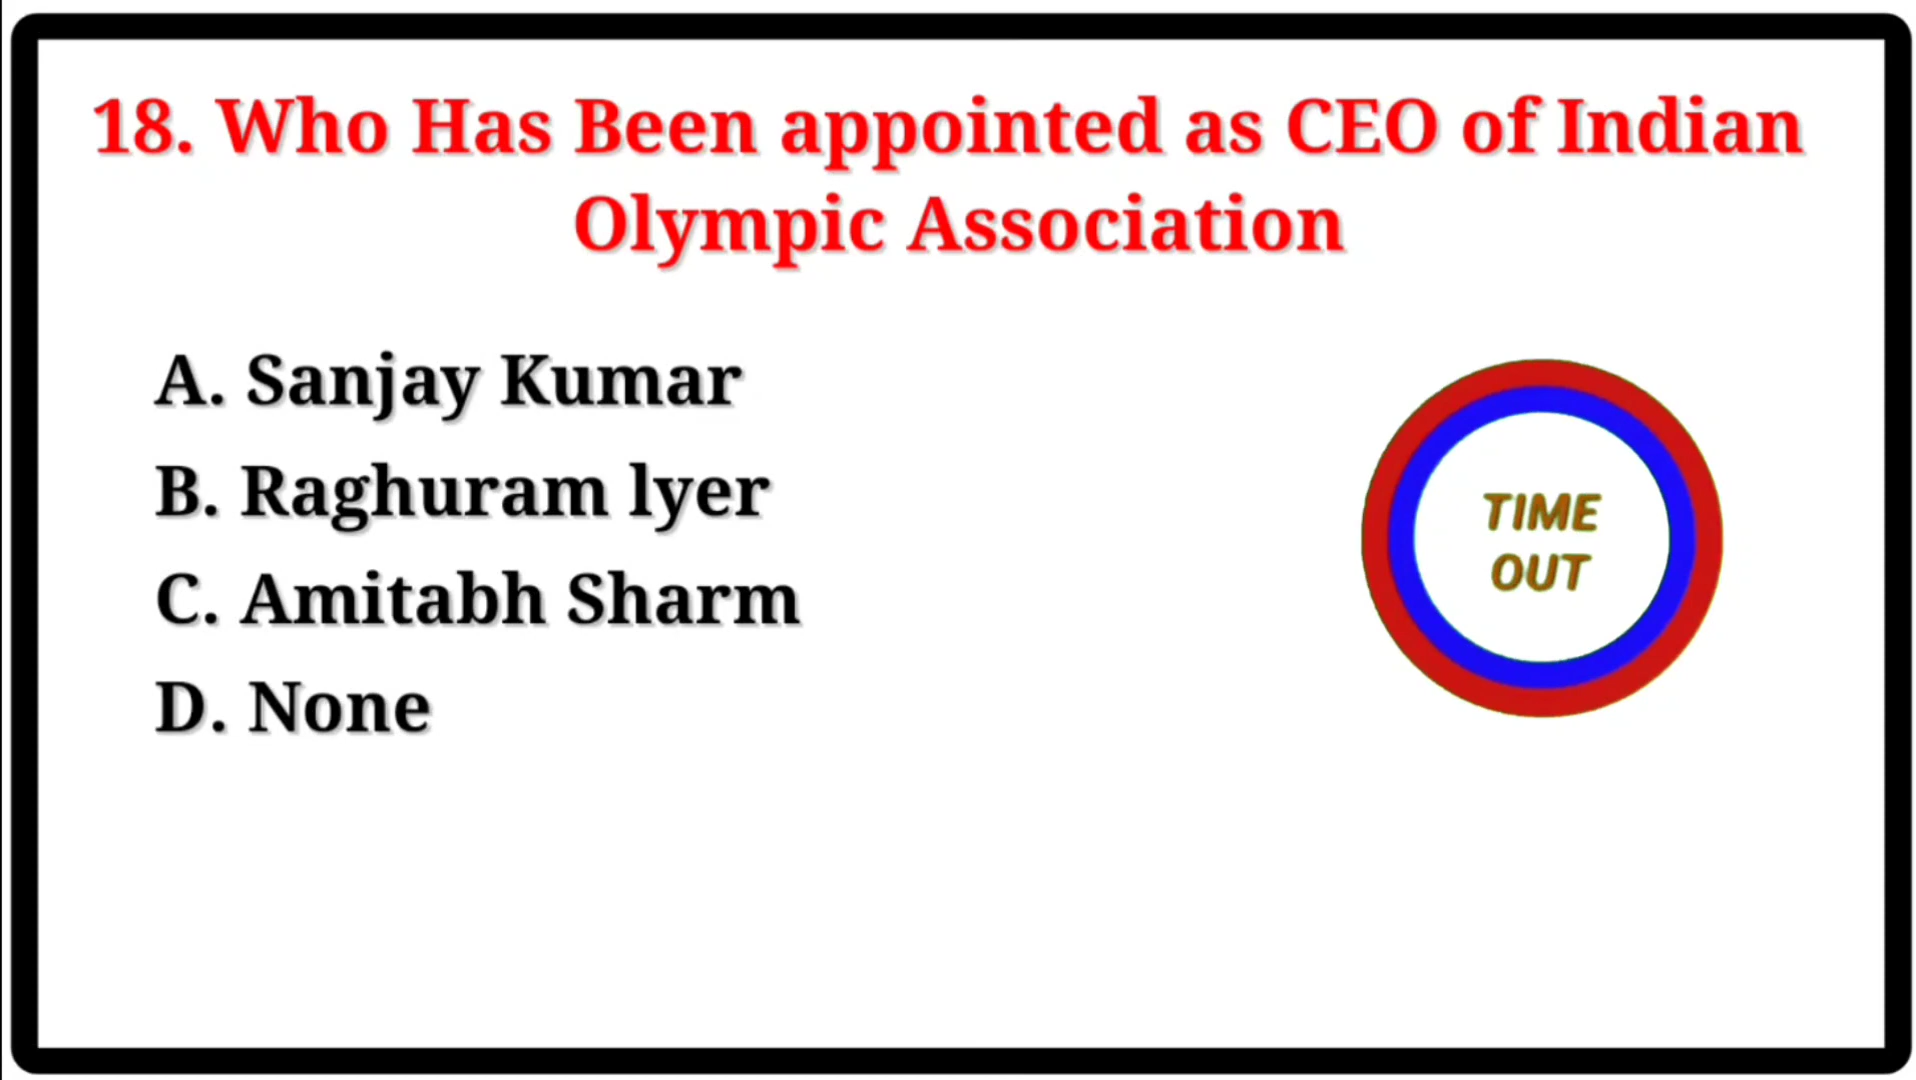 18. Who Has Been appointed as CEO of Indian
Olympic Association
A. Sanjay Kumar
B. Raghuram lyer
C. Amitabh Sharm
D. None
TIME
OUT